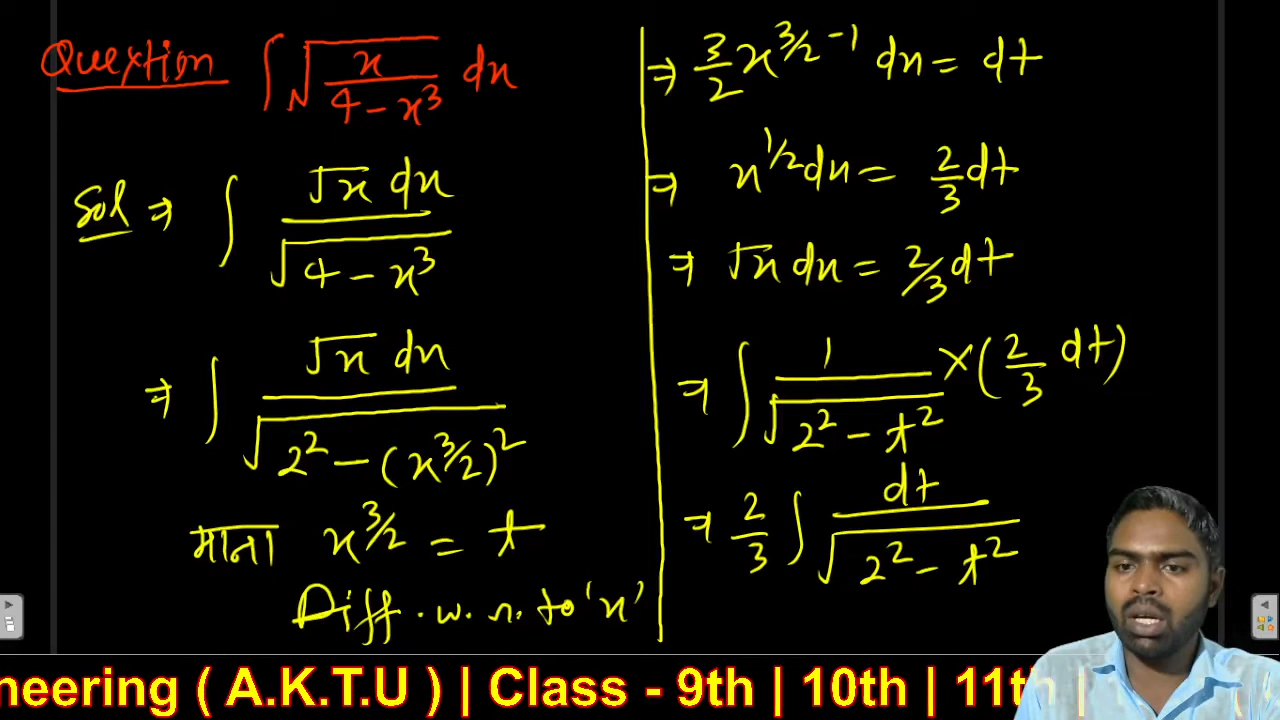 Question ∫√(x/(4-x³)) dx
Sol ⇒ ∫ √x dx / √(4-x³)
⇒ ∫ √x dx / √(2²-(x^3/2)²)
माना x^3/2 = t
Diff. w. r. to 'x'
⇒ 3/2 x^(3/2-1) dx = dt
⇒ x^1/2 dx = 2/3 dt
⇒ √x dx = 2/3 dt
⇒ ∫ 1/√(2²-t²) × (2/3 dt)
⇒ 2/3 ∫ dt/√(2²-t²)
neering ( A.K.T.U ) | Class - 9th | 10th | 11th |